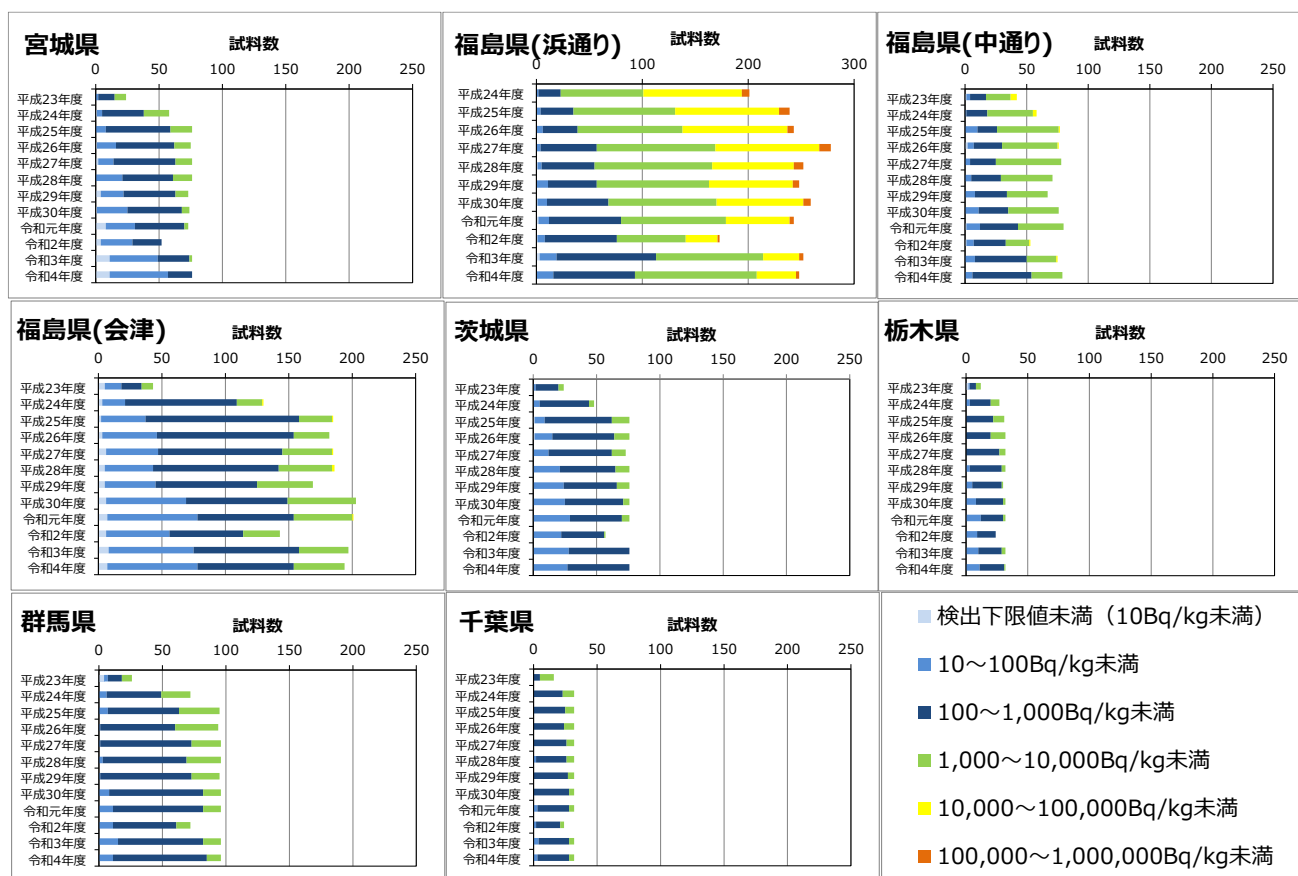 宮城県
試料数
0 50 100 150 200 250
平成23年度
平成24年度
平成25年度
平成26年度
平成27年度
平成28年度
平成29年度
平成30年度
令和元年度
令和2年度
令和3年度
令和4年度
福島県(浜通り)
試料数
0 100 200 300
平成24年度
平成25年度
平成26年度
平成27年度
平成28年度
平成29年度
平成30年度
令和元年度
令和2年度
令和3年度
令和4年度
福島県(中通り)
試料数
0 50 100 150 200 250
平成23年度
平成24年度
平成25年度
平成26年度
平成27年度
平成28年度
平成29年度
平成30年度
令和元年度
令和2年度
令和3年度
令和4年度
福島県(会津)
試料数
0 50 100 150 200 250
平成23年度
平成24年度
平成25年度
平成26年度
平成27年度
平成28年度
平成29年度
平成30年度
令和元年度
令和2年度
令和3年度
令和4年度
茨城県
試料数
0 50 100 150 200 250
平成23年度
平成24年度
平成25年度
平成26年度
平成27年度
平成28年度
平成29年度
平成30年度
令和元年度
令和2年度
令和3年度
令和4年度
栃木県
試料数
0 50 100 150 200 250
平成23年度
平成24年度
平成25年度
平成26年度
平成27年度
平成28年度
平成29年度
平成30年度
令和元年度
令和2年度
令和3年度
令和4年度
群馬県
試料数
0 50 100 150 200 250
平成23年度
平成24年度
平成25年度
平成26年度
平成27年度
平成28年度
平成29年度
平成30年度
令和元年度
令和2年度
令和3年度
令和4年度
千葉県
試料数
0 50 100 150 200 250
平成23年度
平成24年度
平成25年度
平成26年度
平成27年度
平成28年度
平成29年度
平成30年度
令和元年度
令和2年度
令和3年度
令和4年度
検出下限値未満（10Bq/kg未満）
10～100Bq/kg未満
100～1,000Bq/kg未満
1,000～10,000Bq/kg未満
10,000～100,000Bq/kg未満
100,000～1,000,000Bq/kg未満